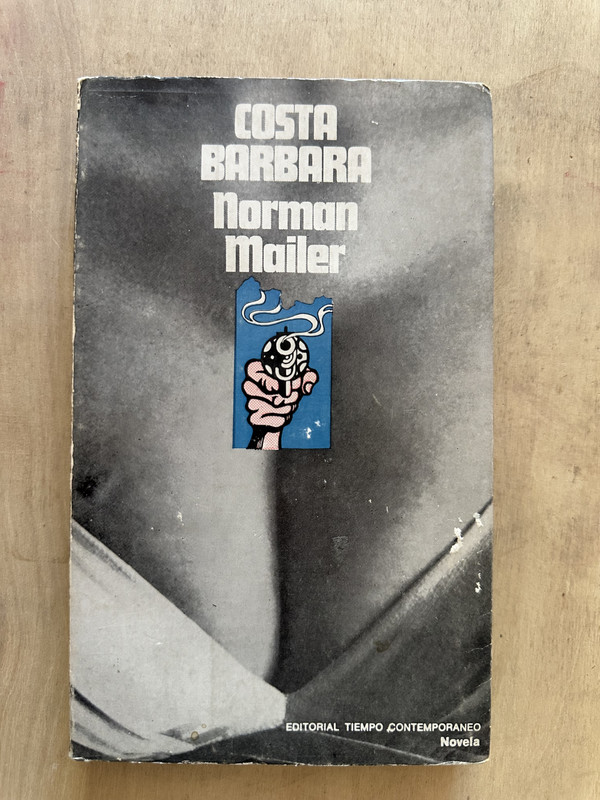 COSTA
BARBARA
Norman
Mailer
EDITORIAL TIEMPO CONTEMPORANEO
Novela